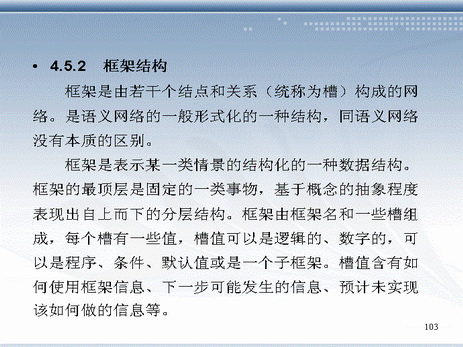 • 4.5.2 框架结构
框架是由若干个结点和关系（统称为槽）构成的网
络。是语义网络的一般形式化的一种结构，同语义网络
没有本质的区别。
框架是表示某一类情景的结构化的一种数据结构。
框架的最顶层是固定的一类事物，基于概念的抽象程度
表现出自上而下的分层结构。框架由框架名和一些槽组
成，每个槽有一些值，槽值可以是逻辑的、数字的，可
以是程序、条件、默认值或是一个子框架。槽值含有如
何使用框架信息、下一步可能发生的信息、预计未实现
该如何做的信息等。
103